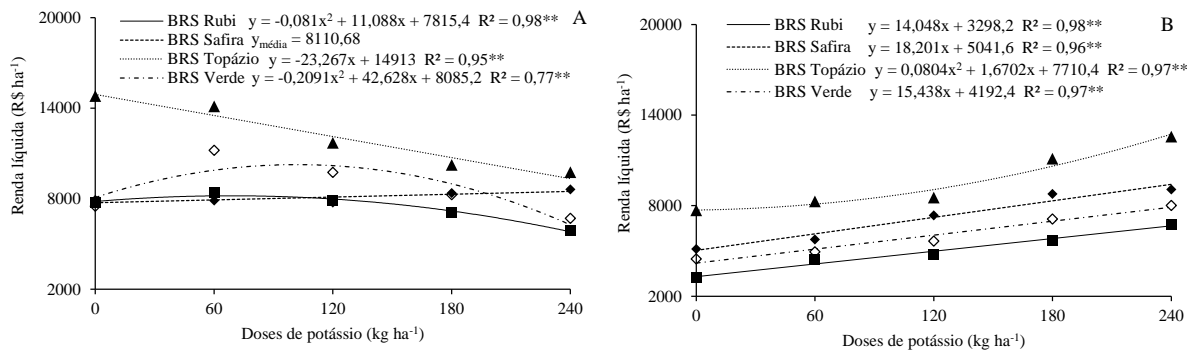 A
BRS Rubi y = -0,081x² + 11,088x + 7815,4 R² = 0,98**
BRS Safira y média = 8110,68
BRS Topázio y = -23,267x + 14913 R² = 0,95**
BRS Verde y = -0,2091x² + 42,628x + 8085,2 R² = 0,77**
Renda líquida (R$ ha⁻¹)
20000
14000
8000
2000
0 60 120 180 240
Doses de potássio (kg ha⁻¹)
B
BRS Rubi y = 14,048x + 3298,2 R² = 0,98**
BRS Safira y = 18,201x + 5041,6 R² = 0,96**
BRS Topázio y = 0,0804x² + 1,6702x + 7710,4 R² = 0,97**
BRS Verde y = 15,438x + 4192,4 R² = 0,97**
Renda líquida (R$ ha⁻¹)
20000
14000
8000
2000
0 60 120 180 240
Doses de potássio (kg ha⁻¹)